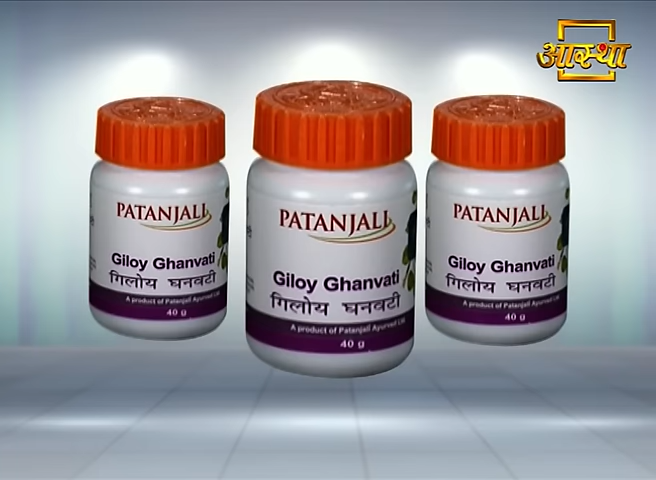 आस्था
PATANJALI
Giloy Ghanvati
गिलोय घनवटी
A product of Patanjali Ayurved Ltd.
40 g
PATANJALI
Giloy Ghanvati
गिलोय घनवटी
A product of Patanjali Ayurved Ltd.
40 g
PATANJALI
Giloy Ghanvati
गिलोय घनवटी
A product of Patanjali Ayurved Ltd.
40 g